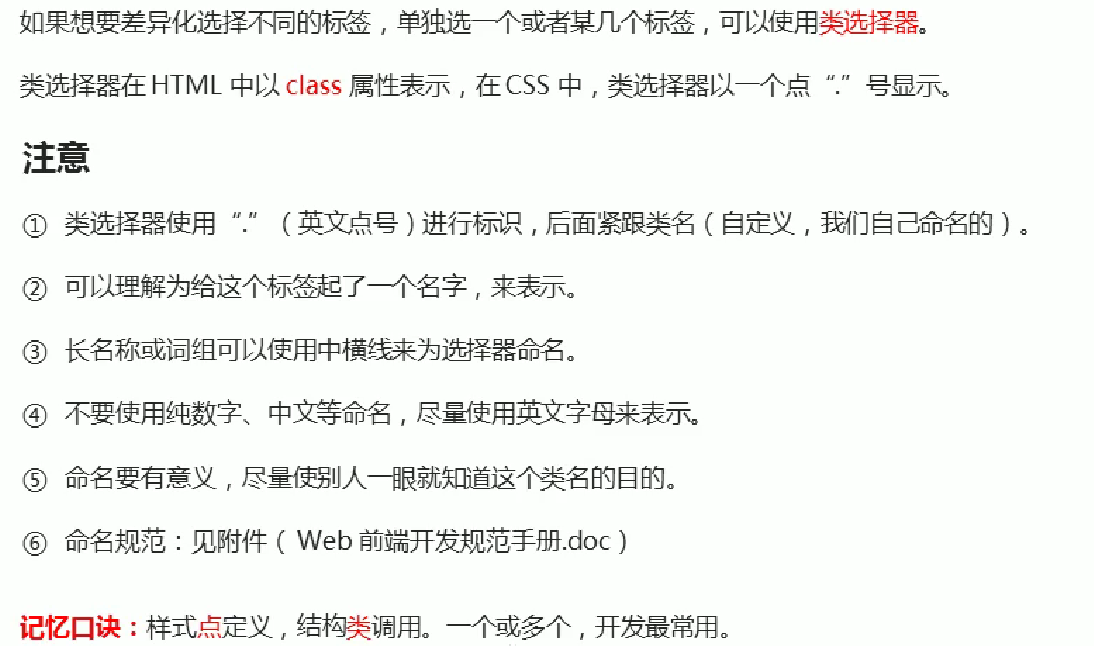 如果想要差异化选择不同的标签，单独选一个或者某几个标签，可以使用类选择器。
类选择器在 HTML 中以 class 属性表示，在 CSS 中，类选择器以一个点“.”号显示。
注意
① 类选择器使用“.”（英文点号）进行标识，后面紧跟类名（自定义，我们自己命名的）。
② 可以理解为给这个标签起了一个名字，来表示。
③ 长名称或词组可以使用中横线来为选择器命名。
④ 不要使用纯数字、中文等命名，尽量使用英文字母来表示。
⑤ 命名要有意义，尽量使别人一眼就知道这个类名的目的。
⑥ 命名规范：见附件（ Web 前端开发规范手册.doc）
记忆口诀：样式点定义，结构类调用。一个或多个，开发最常用。